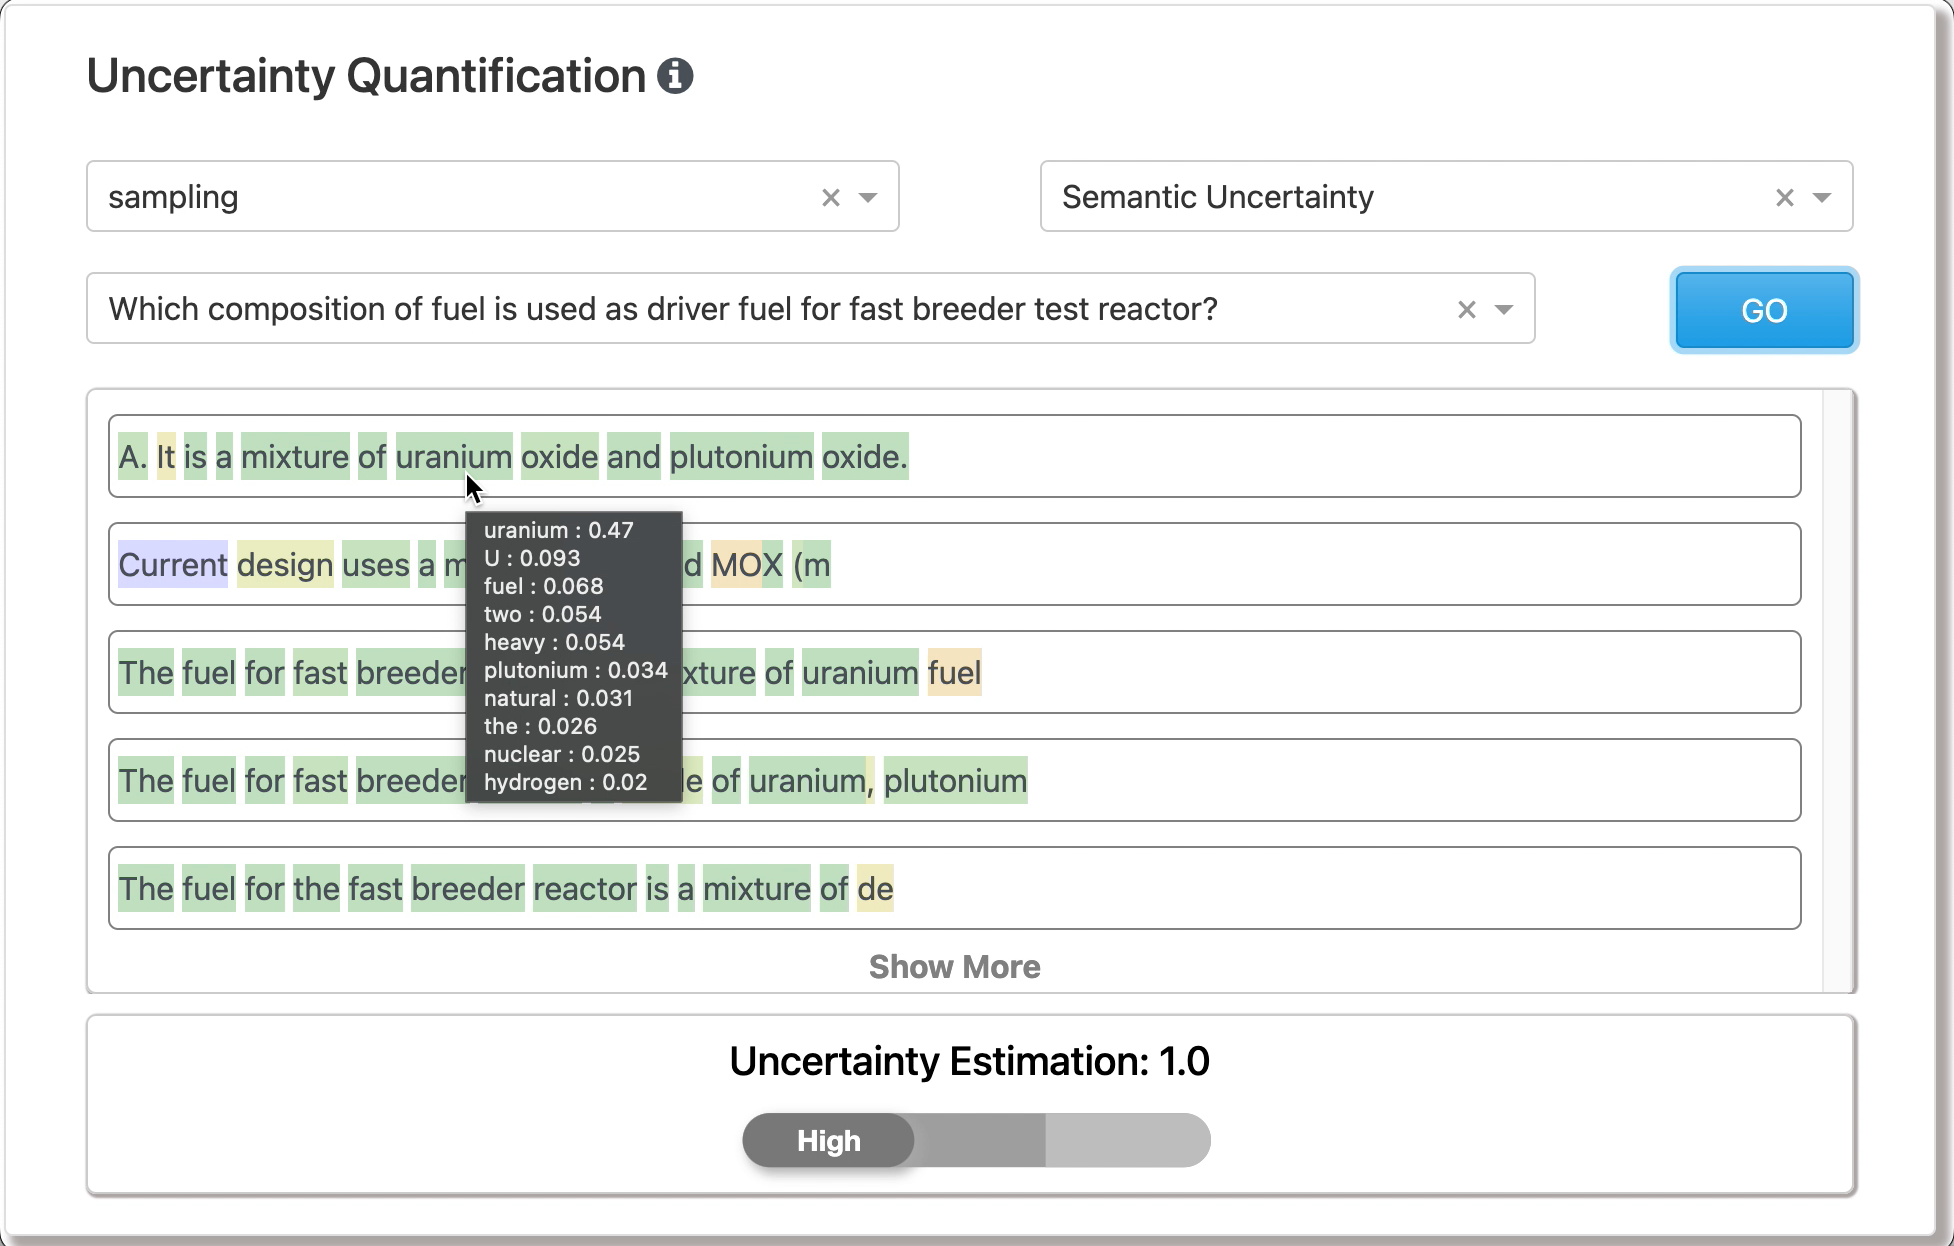 Uncertainty Quantification
sampling
Semantic Uncertainty
Which composition of fuel is used as driver fuel for fast breeder test reactor?
GO
A. It is a mixture of uranium oxide and plutonium oxide.
uranium : 0.47
U : 0.093
fuel : 0.068
two : 0.054
heavy : 0.054
plutonium : 0.034
natural : 0.031
the : 0.026
nuclear : 0.025
hydrogen : 0.02
Current design uses a MOX (m
The fuel for fast breeder of uranium fuel
The fuel for fast breeder of uranium, plutonium
The fuel for the fast breeder reactor is a mixture of de
Show More
Uncertainty Estimation: 1.0
High